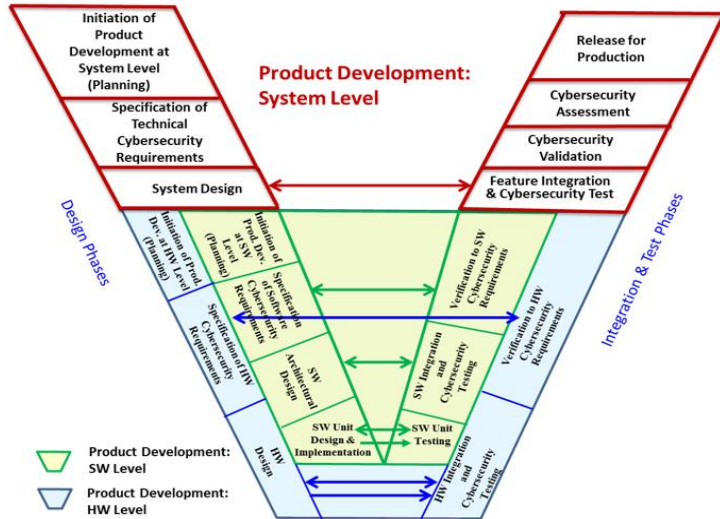 Initiation of
Product
Development at
System Level
(Planning)
Specification of
Technical
Cybersecurity
Requirements
System Design
Product Development:
System Level
Release for
Production
Cybersecurity
Assessment
Cybersecurity
Validation
Feature Integration
& Cybersecurity Test
Design Phases
Integration & Test Phases
Initiation of Prod.
Dev. at HW Level
(Planning)
Specification of HW
Cybersecurity
Requirements
HW
Design
Initiation of
Prod. Dev.
at SW
Level
(Planning)
Specification
of Software
Cybersecurity
Requirements
SW
Architectural
Design
SW Unit
Design &
Implementation
SW Unit
Testing
SW Integration
and
Cybersecurity
Testing
Verification to SW
Cybersecurity
Requirements
Verification to HW
Cybersecurity
Requirements
HW Integration
and
Cybersecurity
Testing
Product Development:
SW Level
Product Development:
HW Level